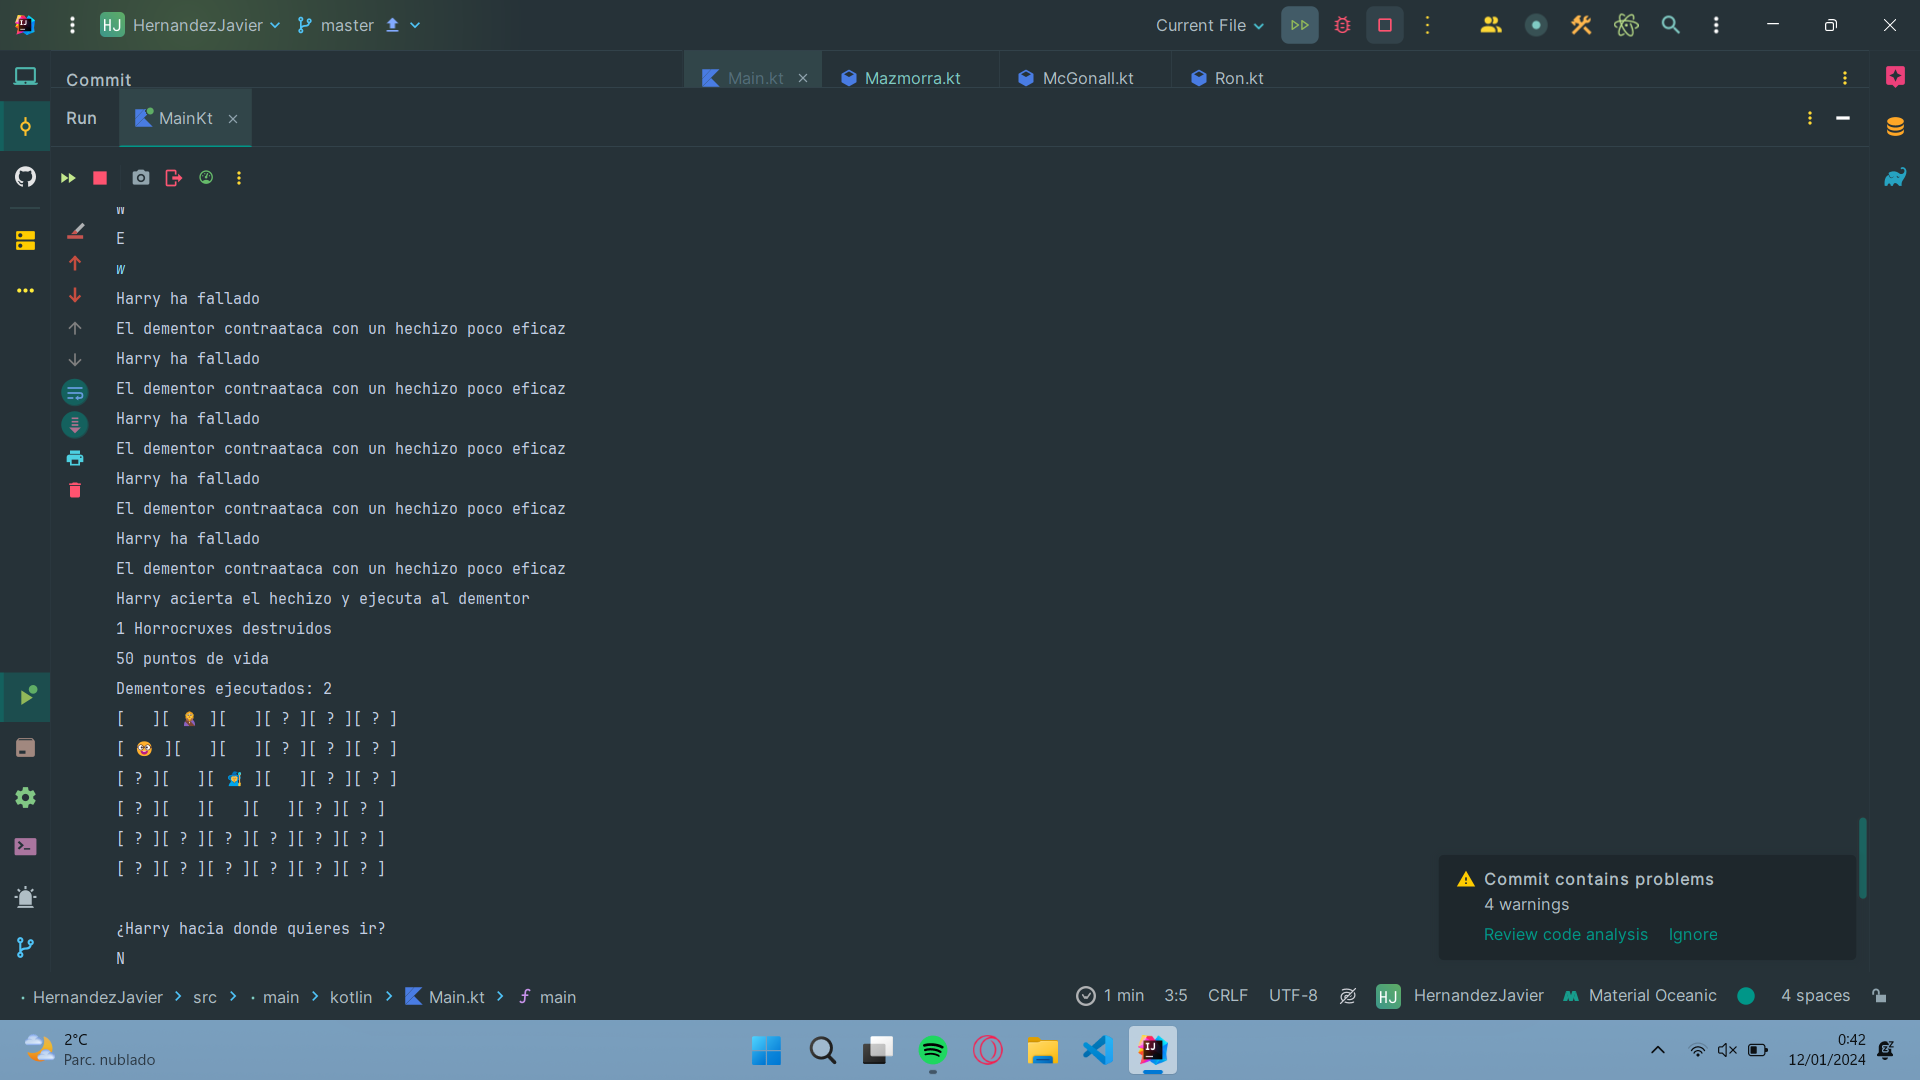 HJ HernandezJavier master Current File
Commit Main.kt Mazmorra.kt McGonall.kt Ron.kt
Run MainKt
W
E
w
Harry ha fallado
El dementor contraataca con un hechizo poco eficaz
Harry ha fallado
El dementor contraataca con un hechizo poco eficaz
Harry ha fallado
El dementor contraataca con un hechizo poco eficaz
Harry ha fallado
El dementor contraataca con un hechizo poco eficaz
Harry ha fallado
El dementor contraataca con un hechizo poco eficaz
Harry acierta el hechizo y ejecuta al dementor
1 Horrocruxes destruidos
50 puntos de vida
Dementores ejecutados: 2
[   ][ 🤱 ][   ][ ? ][ ? ][ ? ]
[ 🤡 ][   ][   ][ ? ][ ? ][ ? ]
[ ? ][   ][ 🧙 ][   ][ ? ][ ? ]
[ ? ][   ][   ][   ][ ? ][ ? ]
[ ? ][ ? ][ ? ][ ? ][ ? ][ ? ]
[ ? ][ ? ][ ? ][ ? ][ ? ][ ? ]
¿Harry hacia donde quieres ir?
N
Commit contains problems
4 warnings
Review code analysis Ignore
HernandezJavier > src > main > kotlin > Main.kt > main 1 min 3:5 CRLF UTF-8 HJ HernandezJavier Material Oceanic 4 spaces
2°C
Parc. nublado
0:42
12/01/2024